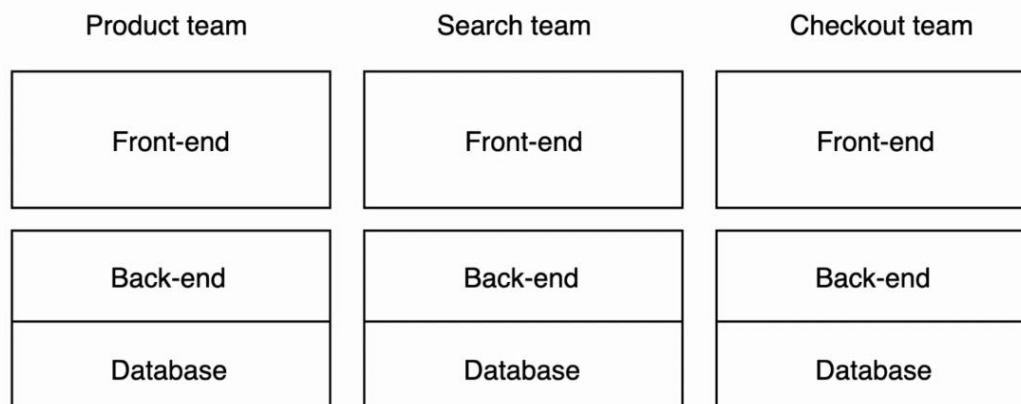 Product team Search team Checkout team
Front-end Front-end Front-end
Back-end Back-end Back-end
Database Database Database